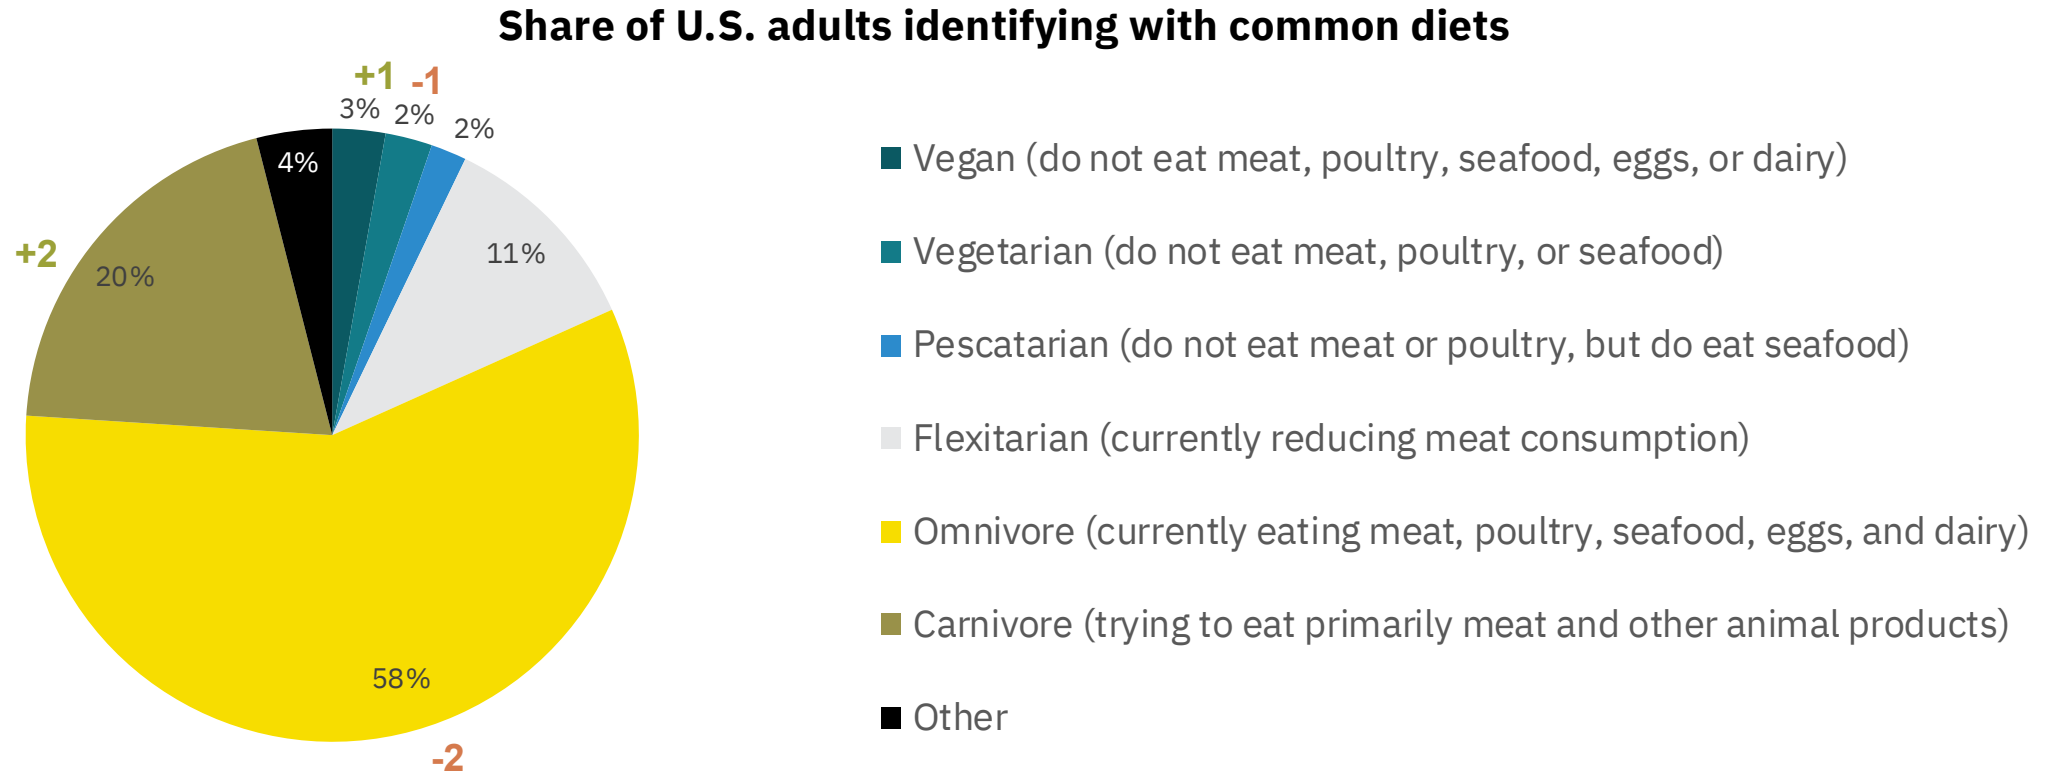 Share of U.S. adults identifying with common diets
+1 -1
3% 2% 2%
4%
11%
+2
20%
58%
-2
Vegan (do not eat meat, poultry, seafood, eggs, or dairy)
Vegetarian (do not eat meat, poultry, or seafood)
Pescatarian (do not eat meat or poultry, but do eat seafood)
Flexitarian (currently reducing meat consumption)
Omnivore (currently eating meat, poultry, seafood, eggs, and dairy)
Carnivore (trying to eat primarily meat and other animal products)
Other